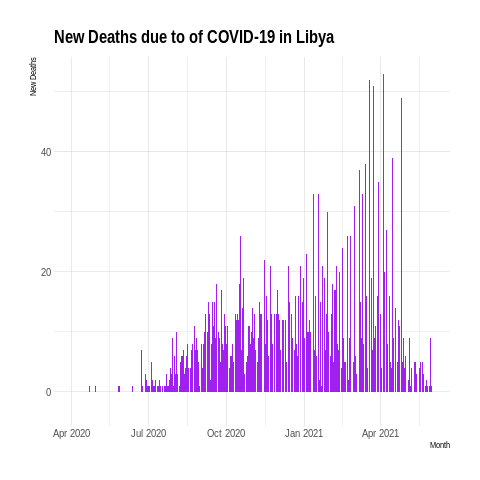 New Deaths due to of COVID-19 in Libya
New Deaths
40
20
0
Apr 2020 Jul 2020 Oct 2020 Jan 2021 Apr 2021
Month